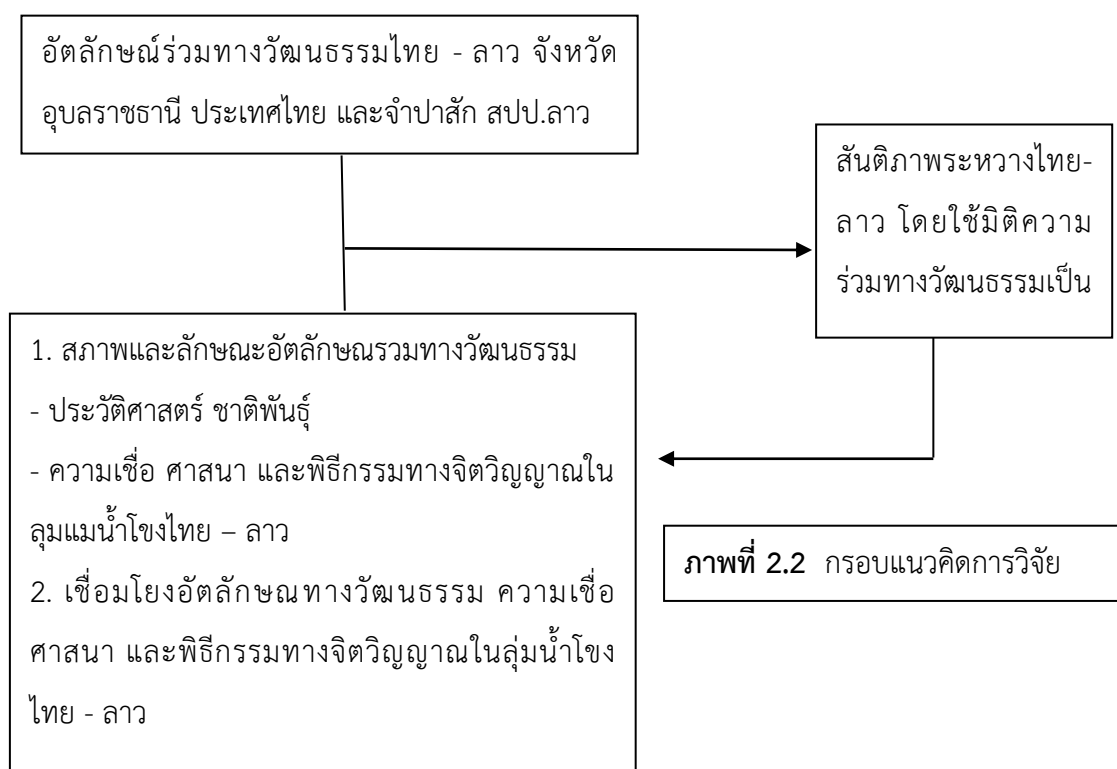 อัตลักษณ์ร่วมทางวัฒนธรรมไทย - ลาว จังหวัด
อุบลราชธานี ประเทศไทย และจำปาสัก สปป.ลาว
สันติภาพระหวางไทย-
ลาว โดยใช้มิติความ
ร่วมทางวัฒนธรรมเป็น
1. สภาพและลักษณะอัตลักษณรวมทางวัฒนธรรม
- ประวัติศาสตร์ ชาติพันธุ์
- ความเชื่อ ศาสนา และพิธีกรรมทางจิตวิญญาณใน
ลุมแมน้ำโขงไทย – ลาว
2. เชื่อมโยงอัตลักษณทางวัฒนธรรม ความเชื่อ
ศาสนา และพิธีกรรมทางจิตวิญญาณในลุ่มน้ำโขง
ไทย - ลาว
ภาพที่ 2.2 กรอบแนวคิดการวิจัย